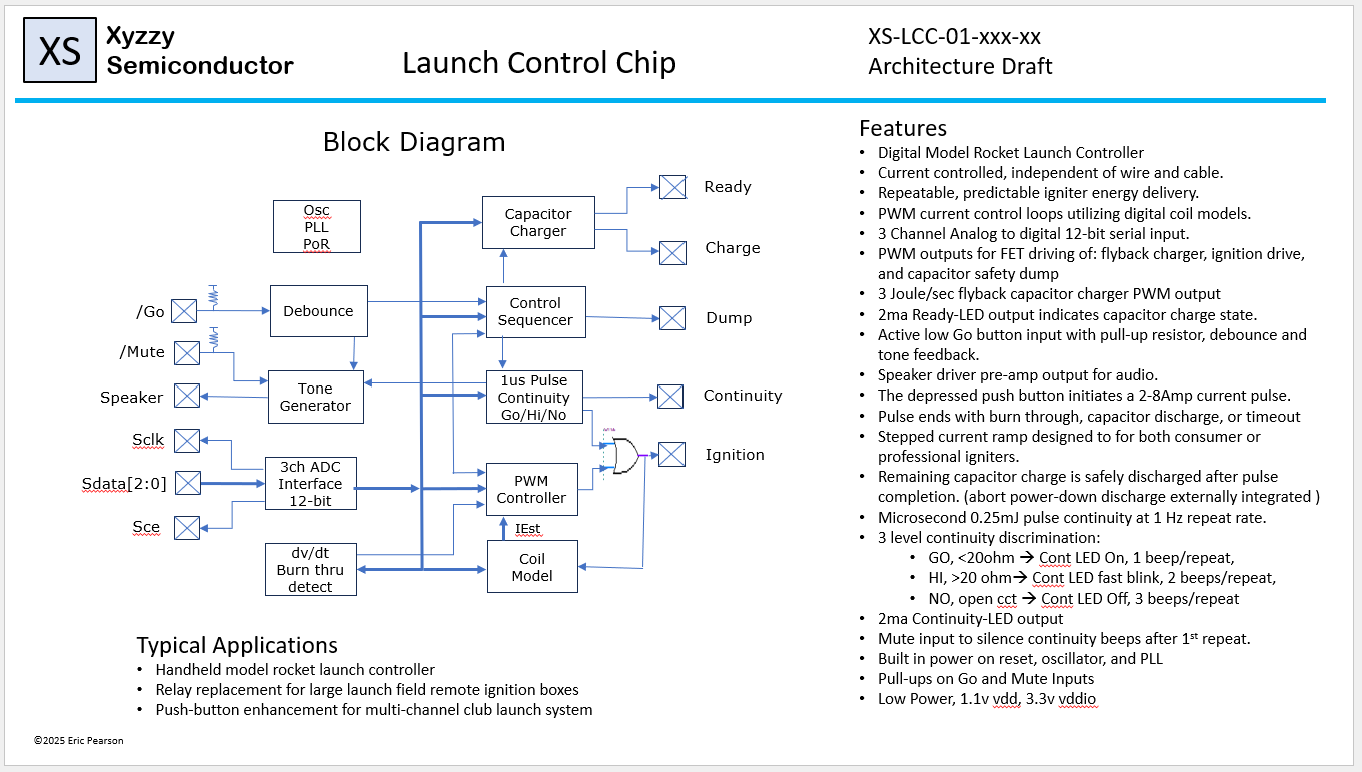 XS
Xyzzy
Semiconductor
Launch Control Chip
XS-LCC-01-xxx-xx
Architecture Draft
Block Diagram
Osc
PLL
PoR
Capacitor
Charger
Ready
Charge
/Go
Debounce
Control
Sequencer
Dump
/Mute
Tone
Generator
1us Pulse
Continuity
Go/Hi/No
Continuity
Speaker
Sclk
Ignition
3ch ADC
Interface
12-bit
Sdata[2:0]
PWM
Controller
Sce
IEst
dv/dt
Burn thru
detect
Coil
Model
Typical Applications
• Handheld model rocket launch controller
• Relay replacement for large launch field remote ignition boxes
• Push-button enhancement for multi-channel club launch system
©2025 Eric Pearson
Features
• Digital Model Rocket Launch Controller
• Current controlled, independent of wire and cable.
• Repeatable, predictable igniter energy delivery.
• PWM current control loops utilizing digital coil models.
• 3 Channel Analog to digital 12-bit serial input.
• PWM outputs for FET driving of: flyback charger, ignition drive,
and capacitor safety dump
• 3 Joule/sec flyback capacitor charger PWM output
• 2ma Ready-LED output indicates capacitor charge state.
• Active low Go button input with pull-up resistor, debounce and
tone feedback.
• Speaker driver pre-amp output for audio.
• The depressed push button initiates a 2-8Amp current pulse.
• Pulse ends with burn through, capacitor discharge, or timeout
• Stepped current ramp designed to for both consumer or
professional igniters.
• Remaining capacitor charge is safely discharged after pulse
completion. (abort power-down discharge externally integrated )
• Microsecond 0.25mJ pulse continuity at 1 Hz repeat rate.
• 3 level continuity discrimination:
• GO, <20ohm → Cont LED On, 1 beep/repeat,
• HI, >20 ohm→ Cont LED fast blink, 2 beeps/repeat,
• NO, open cct → Cont LED Off, 3 beeps/repeat
• 2ma Continuity-LED output
• Mute input to silence continuity beeps after 1st repeat.
• Built in power on reset, oscillator, and PLL
• Pull-ups on Go and Mute Inputs
• Low Power, 1.1v vdd, 3.3v vddio